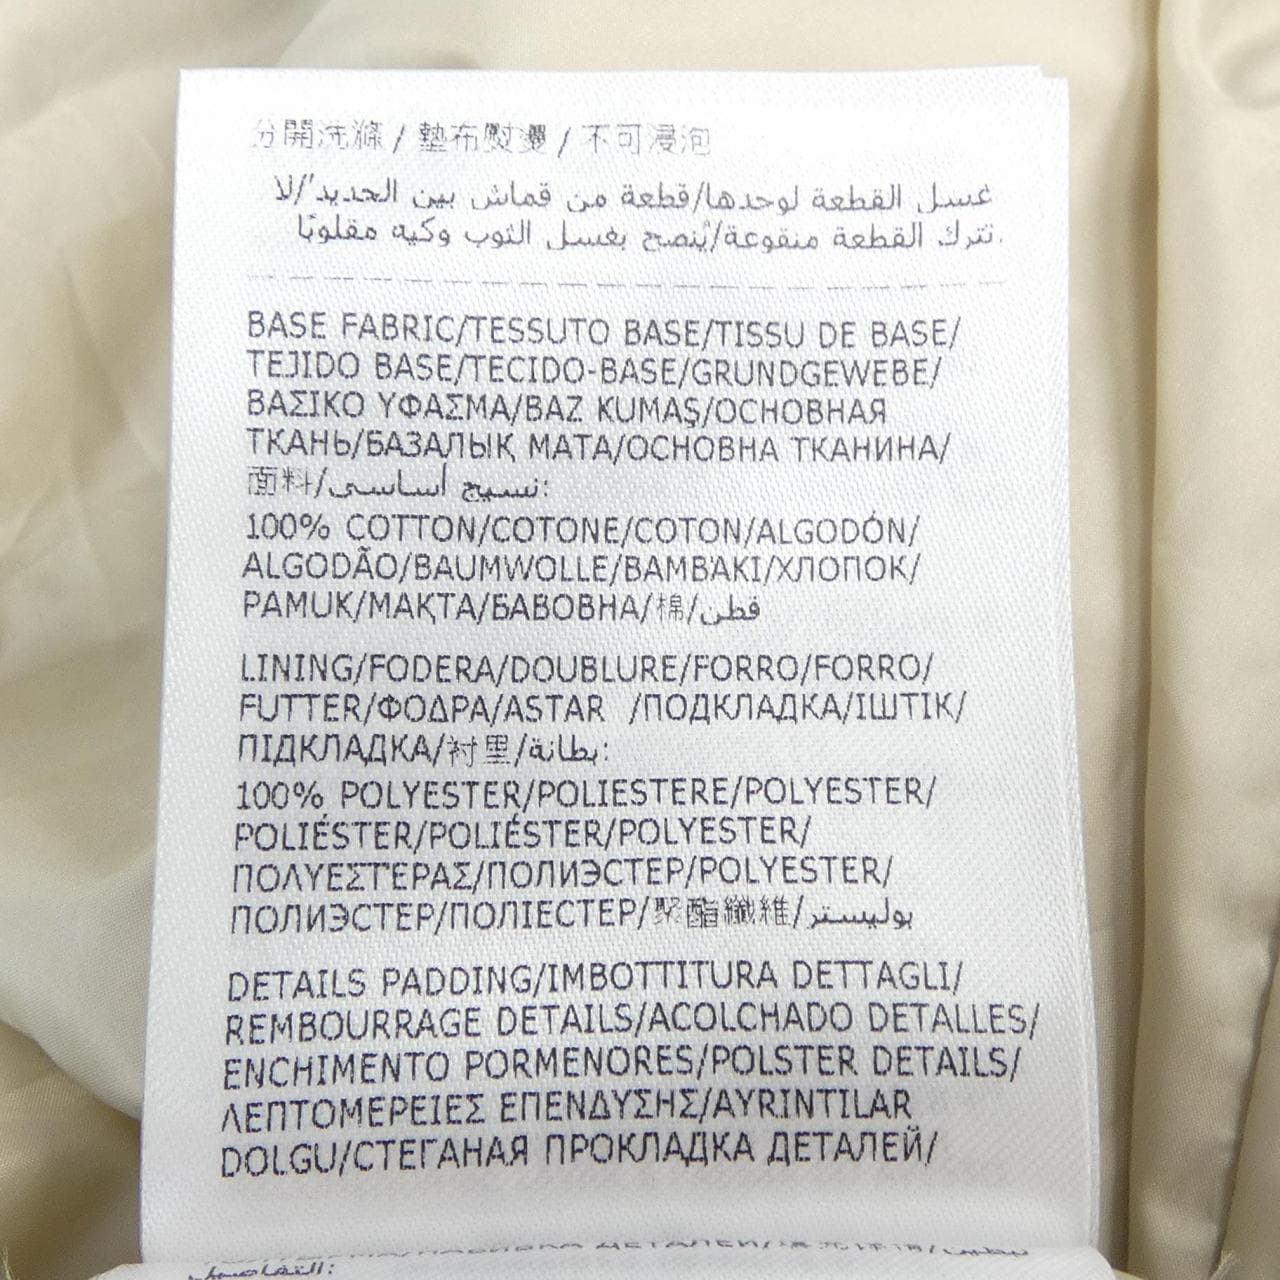 分開洗滌 / 墊布熨燙 / 不可浸泡
غسل القطعة لوحدها/قطعة من قماش بين الحديد'/لا
تترك القطعة منقوعة/يُنصح بغسل الثوب وكيه مقلوبًا.
BASE FABRIC/TESSUTO BASE/TISSU DE BASE/
TEJIDO BASE/TECIDO-BASE/GRUNDGEWEBE/
ΒΑΣΙΚΟ ΥΦΑΣΜΑ/BAZ KUMAŞ/ОСНОВНАЯ
ТКАНЬ/БАЗАЛЫҚ МАТА/ОСНОВНА ТКАНИНА/
面料/نسيج أساسي:
100% COTTON/COTONE/COTON/ALGODÓN/
ALGODÃO/BAUMWOLLE/ΒΑΜΒΑΚΙ/ХЛОПОК/
PAMUK/МАҚТА/БАВОВНА/棉/قطن
LINING/FODERA/DOUBLURE/FORRO/FORRO/
FUTTER/ΦΟΔΡΑ/ASTAR /ПОДКЛАДКА/ІШТІК/
ПІДКЛАДКА/衬里/بطانة:
100% POLYESTER/POLIESTERE/POLYESTER/
POLIÉSTER/POLIÉSTER/POLYESTER/
ΠΟΛΥΕΣΤΕΡΑΣ/ПОЛИЭСТЕР/POLYESTER/
ПОЛИЭСТЕР/ПОЛІЕСТЕР/聚酯纖維/بوليستر
DETAILS PADDING/IMBOTTITURA DETTAGLI/
REMBOURRAGE DETAILS/ACOLCHADO DETALLES/
ENCHIMENTO PORMENORES/POLSTER DETAILS/
ΛΕΠΤΟΜΕΡΕΙΕΣ ΕΠΕΝΔΥΣΗΣ/AYRINTILAR
DOLGU/СТЕГАНАЯ ПРОКЛАДКА ДЕТАЛЕЙ/
التفاصيل: